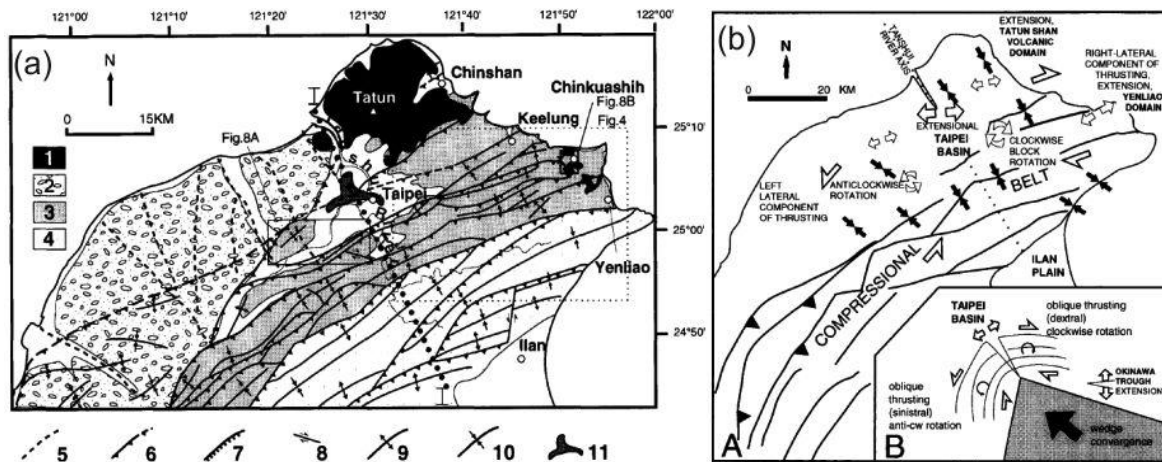 121°00'
121°10'
121°20'
121°30'
121°40'
121°50'
122°00'
(a)
N
0
15KM
Fig.8A
Tatun
Chinshan
Chinkuashih
Fig.8B
Fig.4
Keelung
s.h
Taipei
Yenliao
Ilan
25°10'
25°00'
24°50'
I
I
1
2
3
4
5
6
7
8
9
10
11
(b)
N
0
20
KM
TANSHUI
RIVER AXIS
EXTENSION,
TATUN SHAN
VOLCANIC
DOMAIN
RIGHT-LATERAL
COMPONENT OF
THRUSTING,
EXTENSION,
YENLIAO
DOMAIN
EXTENSIONAL
TAIPEI
BASIN
CLOCKWISE
BLOCK
ROTATION
LEFT
LATERAL
COMPONENT
OF THRUSTING
ANTICLOCKWISE
ROTATION
COMPRESSIONAL
BELT
ILAN
PLAIN
A
TAIPEI
BASIN
oblique
thrusting
(dextral)
clockwise
rotation
oblique
thrusting
(sinistral)
anti-cw rotation
OKINAWA
TROUGH
EXTENSION
wedge
convergence
B